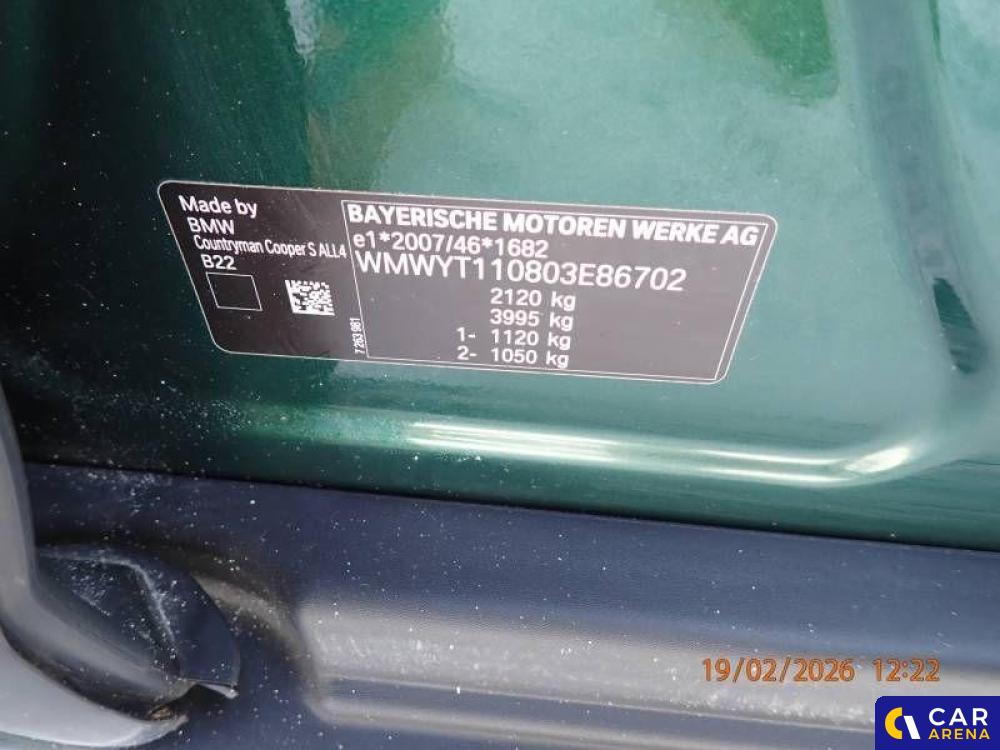 Made by
BMW
Countryman Cooper S ALL4
B22
7 263 981
BAYERISCHE MOTOREN WERKE AG
e1*2007/46*1682
WMWYT110803E86702
2120 kg
3995 kg
1- 1120 kg
2- 1050 kg
19/02/2026 12:22
CAR
ARENA